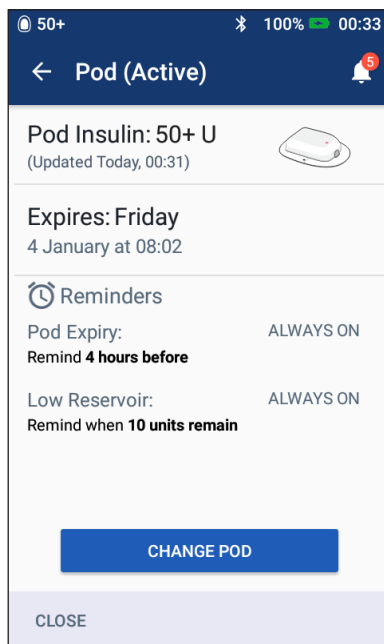 50+ 100% 00:33
Pod (Active) 5
Pod Insulin: 50+ U
(Updated Today, 00:31)
Expires: Friday
4 January at 08:02
Reminders
Pod Expiry: ALWAYS ON
Remind 4 hours before
Low Reservoir: ALWAYS ON
Remind when 10 units remain
CHANGE POD
CLOSE